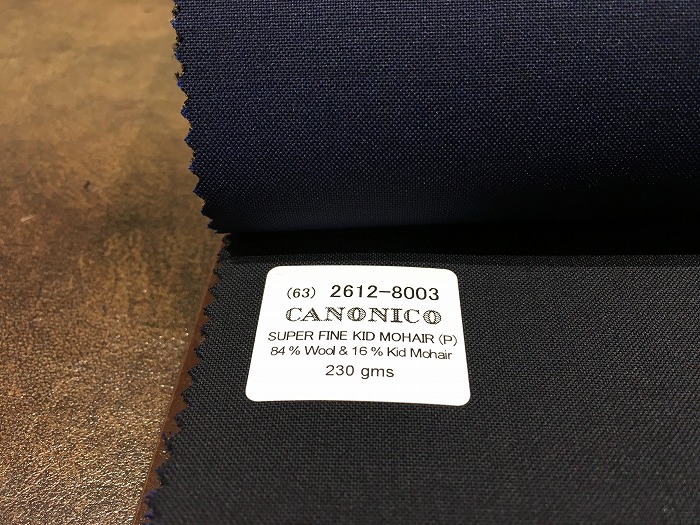 (63) 2612-8003
CANONICO
SUPER FINE KID MOHAIR (P)
84 % Wool & 16 % Kid Mohair
230 gms